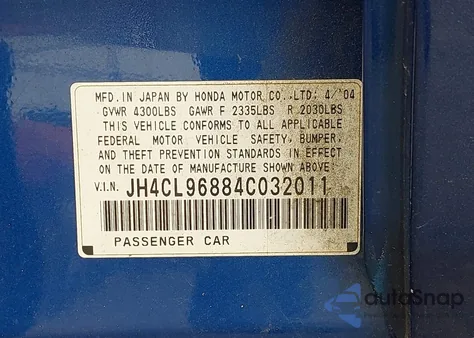 MFD. IN JAPAN BY HONDA MOTOR CO.,LTD: 4/'04
GVWR 4300LBS GAWR F 2335LBS R 2030LBS
THIS VEHICLE CONFORMS TO ALL APPLICABLE
FEDERAL MOTOR VEHICLE SAFETY, BUMPER,
AND THEFT PREVENTION STANDARDS IN EFFECT
ON THE DATE OF MANUFACTURE SHOWN ABOVE.
V.I.N. JH4CL96884C032011
PASSENGER CAR
autoSnap